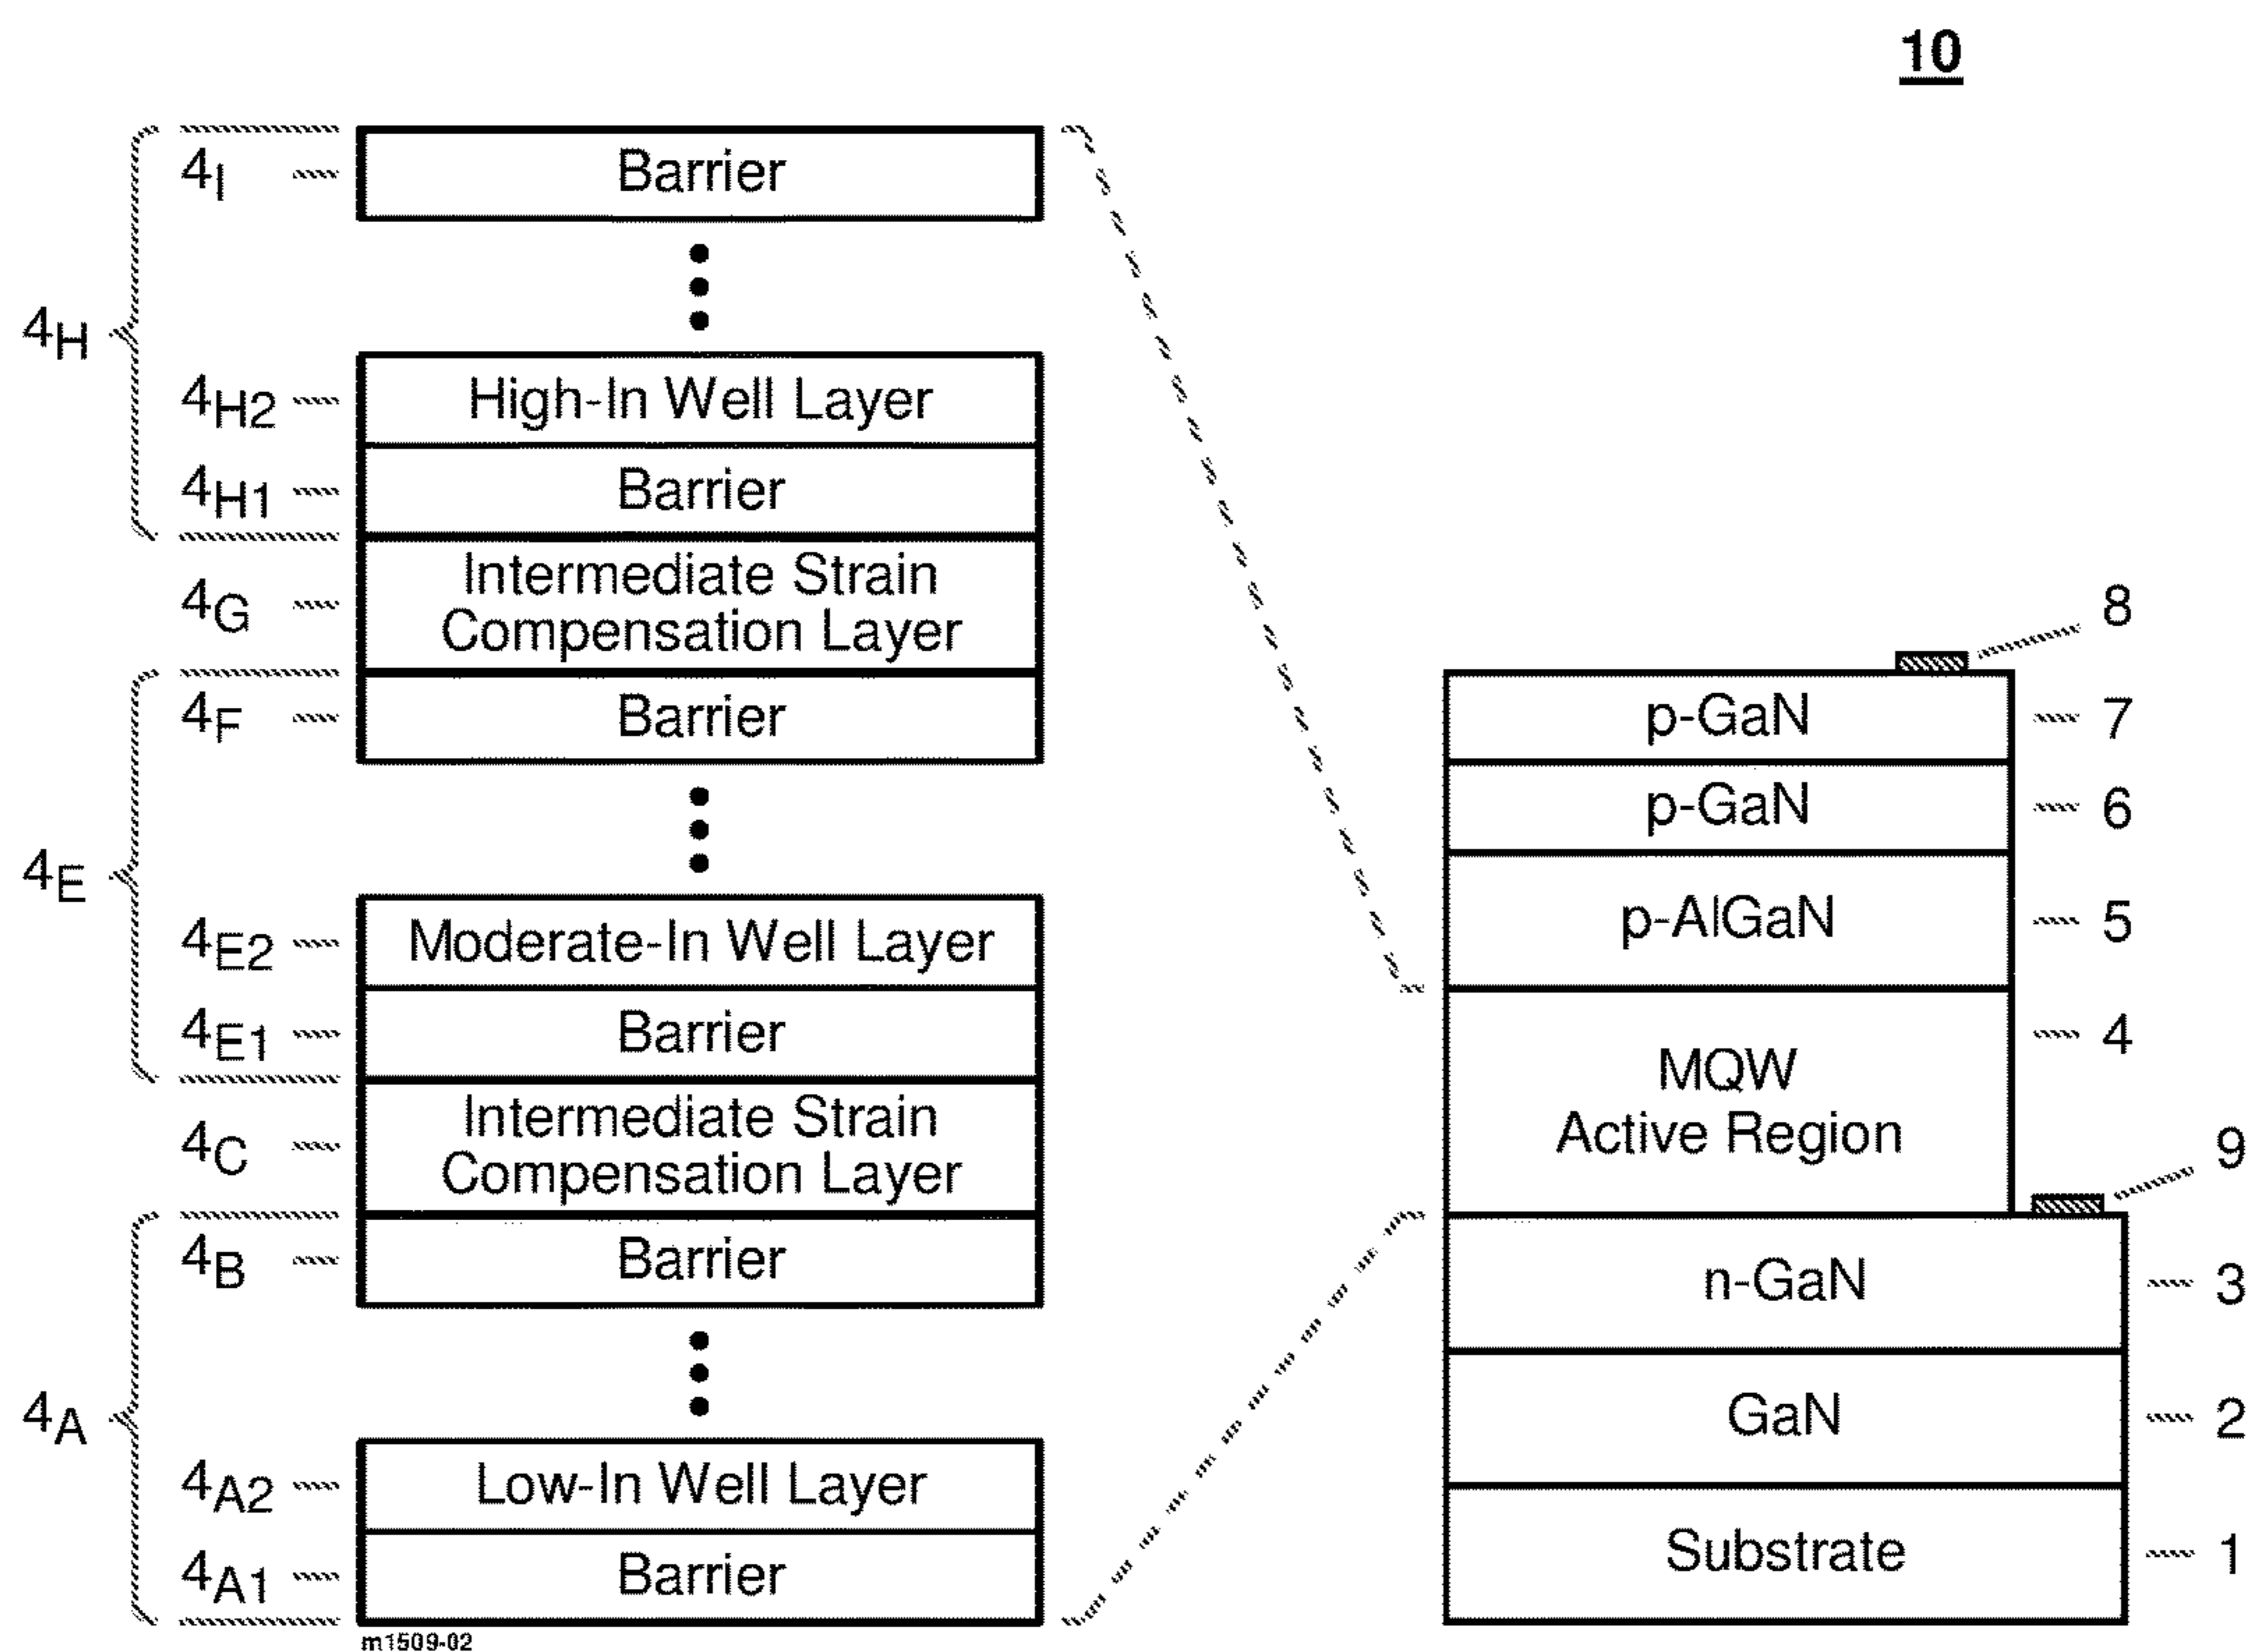 10
4I
Barrier
4H
4H2
High-In Well Layer
4H1
Barrier
4G
Intermediate Strain
Compensation Layer
4F
Barrier
4E
4E2
Moderate-In Well Layer
4E1
Barrier
4C
Intermediate Strain
Compensation Layer
4B
Barrier
4A
4A2
Low-In Well Layer
4A1
Barrier
m1509-02
8
p-GaN
7
p-GaN
6
p-AlGaN
5
MQW
Active Region
4
9
n-GaN
3
GaN
2
Substrate
1